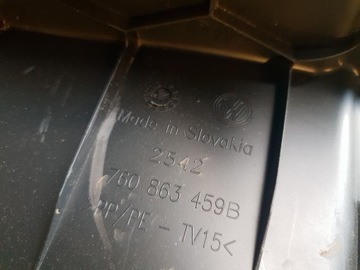 Made in Slovakia
2542
760 863 459B
>PP/PE - TV15<